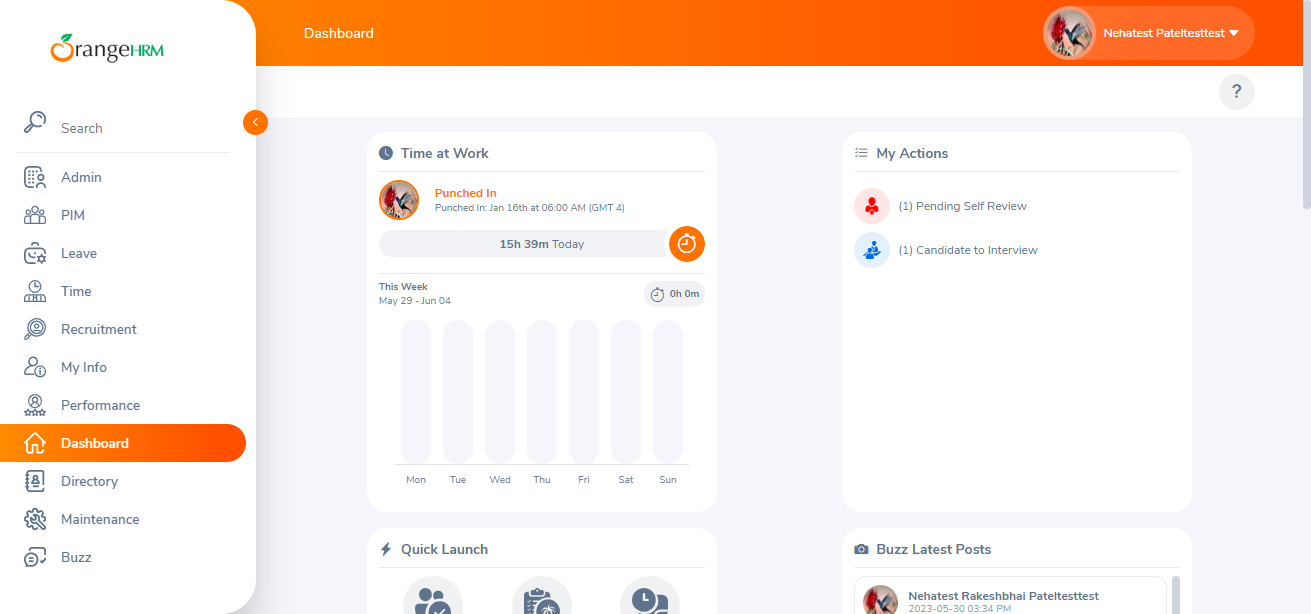 OrangeHRM
Dashboard
Nehatest Pateltesttest
?
Search
Admin
PIM
Leave
Time
Recruitment
My Info
Performance
Dashboard
Directory
Maintenance
Buzz
Time at Work
Punched In
Punched In: Jan 16th at 06:00 AM (GMT 4)
15h 39m Today
This Week
May 29 - Jun 04
0h 0m
Mon Tue Wed Thu Fri Sat Sun
My Actions
(1) Pending Self Review
(1) Candidate to Interview
Quick Launch
Buzz Latest Posts
Nehatest Rakeshbhai Pateltesttest
2023-05-30 03:34 PM